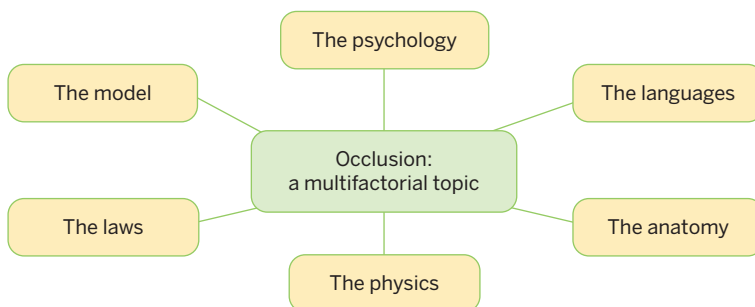 The psychology
The model
The languages
Occlusion:
a multifactorial topic
The laws
The anatomy
The physics